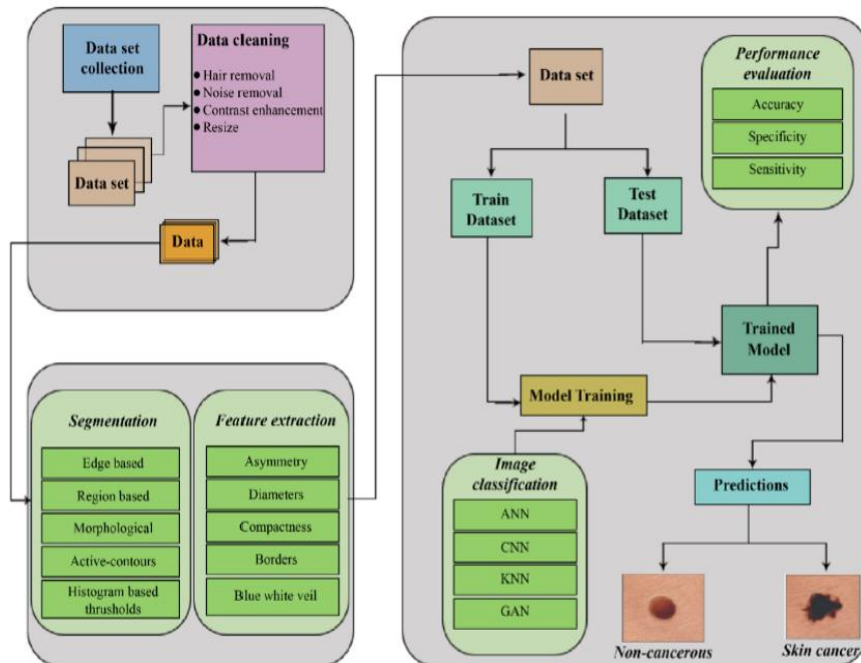 Data set
collection
Data set
Data cleaning
● Hair removal
● Noise removal
● Contrast enhancement
● Resize
Data
Segmentation
Edge based
Region based
Morphological
Active-contours
Histogram based
thrusholds
Feature extraction
Asymmetry
Diameters
Compactness
Borders
Blue white veil
Data set
Train
Dataset
Test
Dataset
Performance
evaluation
Accuracy
Specificity
Sensitivity
Trained
Model
Model Training
Image
classification
ANN
CNN
KNN
GAN
Predictions
Non-cancerous
Skin cancer